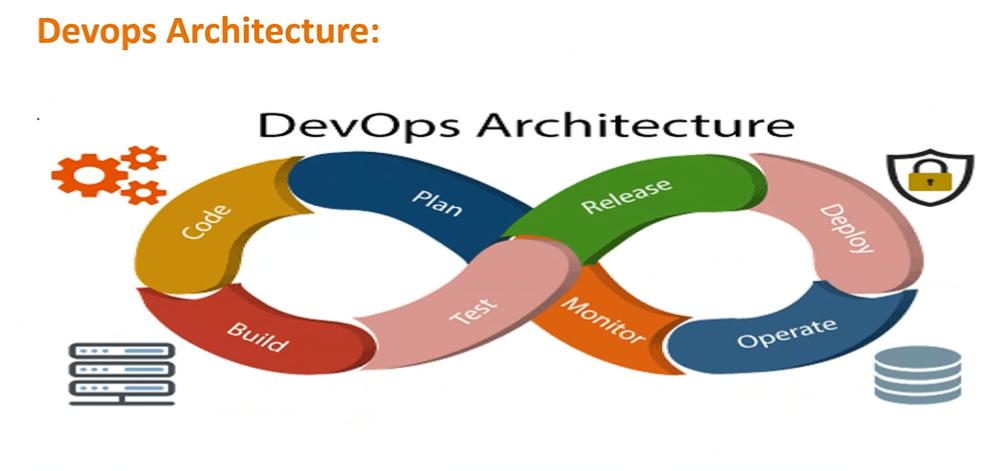 Devops Architecture:
DevOps Architecture
Plan
Release
Code
Deploy
Build
Test
Monitor
Operate